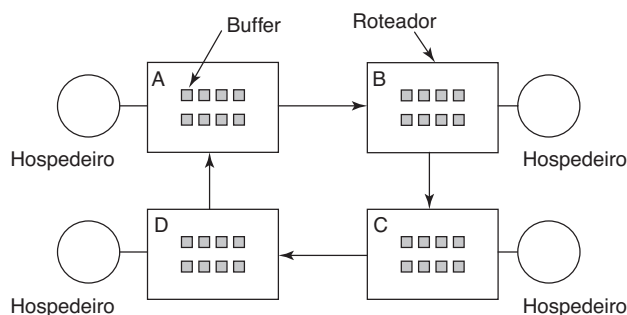 Buffer
Roteador
A
B
Hospedeiro
Hospedeiro
D
C
Hospedeiro
Hospedeiro